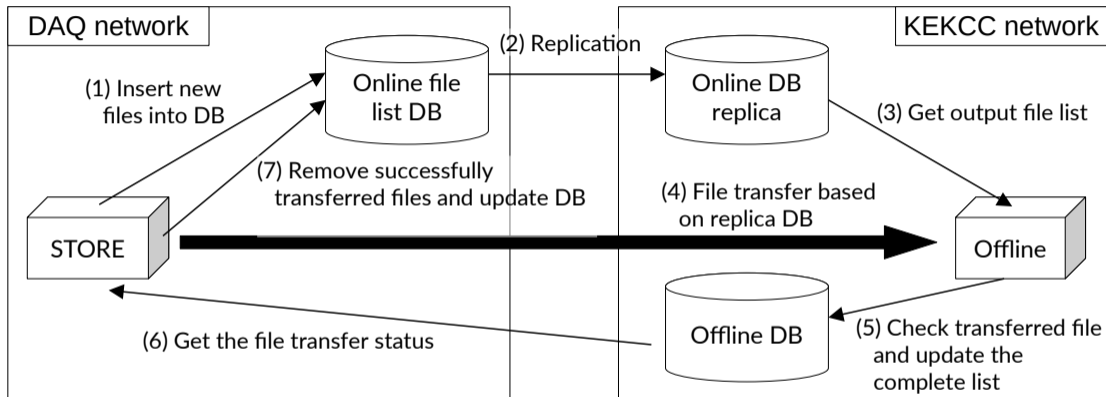 DAQ network
KEKCC network
(2) Replication
(1) Insert new
files into DB
Online file
list DB
Online DB
replica
(3) Get output file list
(7) Remove successfully
transferred files and update DB
(4) File transfer based
on replica DB
STORE
Offline
(6) Get the file transfer status
Offline DB
(5) Check transferred file
and update the
complete list